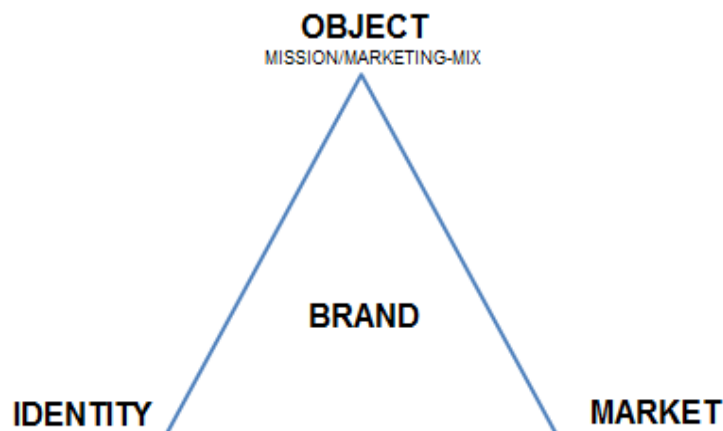 OBJECT
MISSION/MARKETING-MIX
BRAND
IDENTITY
MARKET